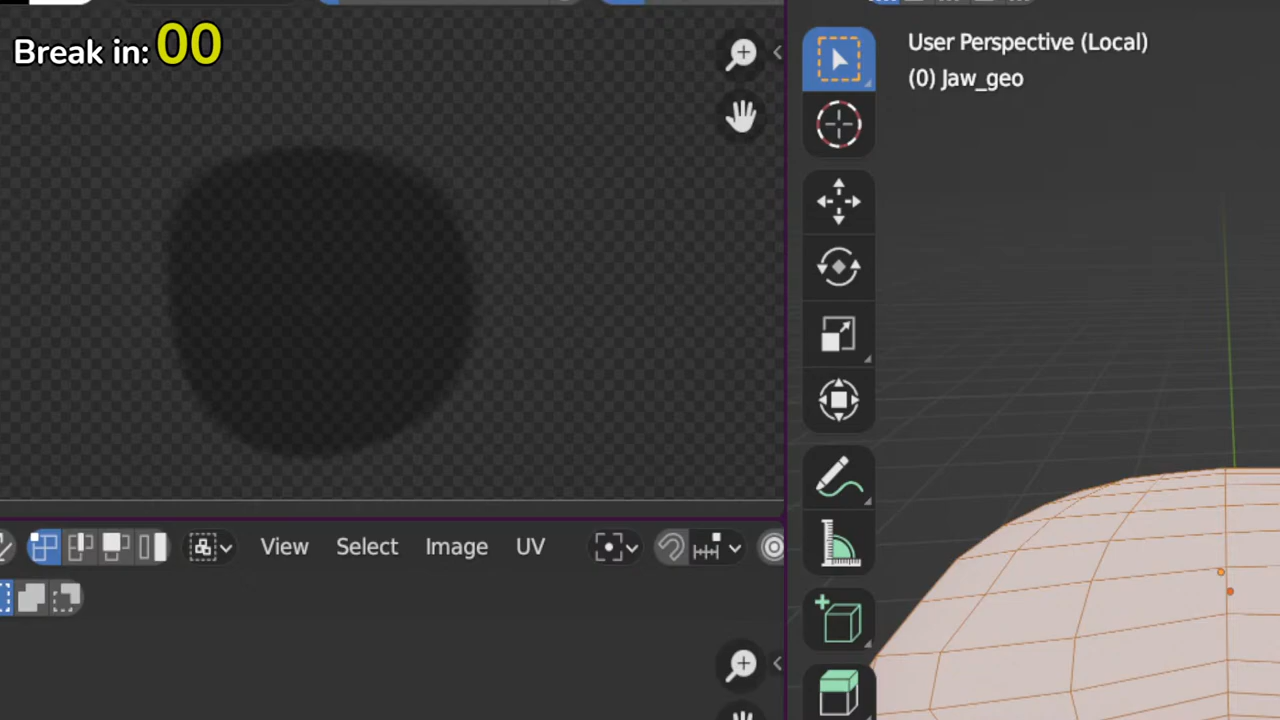 Break in: 00
User Perspective (Local)
(0) Jaw_geo
View Select Image UV